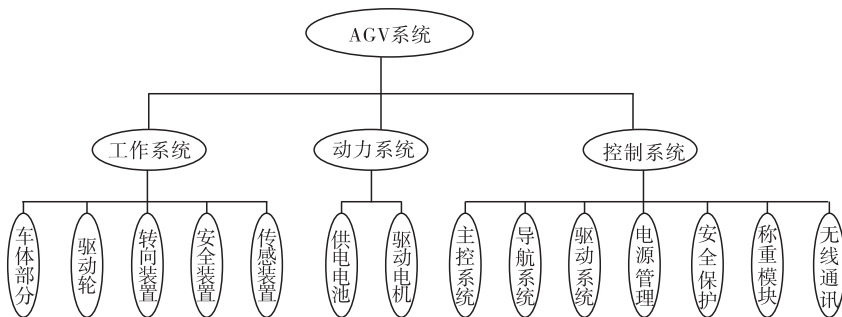 AGV系统
工作系统
动力系统
控制系统
车体部分
驱动轮
转向装置
安全装置
传感装置
供电电池
驱动电机
主控系统
导航系统
驱动系统
电源管理
安全保护
称重模块
无线通讯